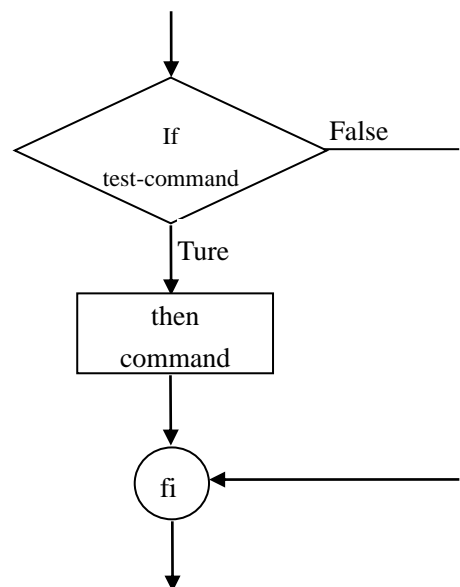 If
test-command
False
Ture
then
command
fi